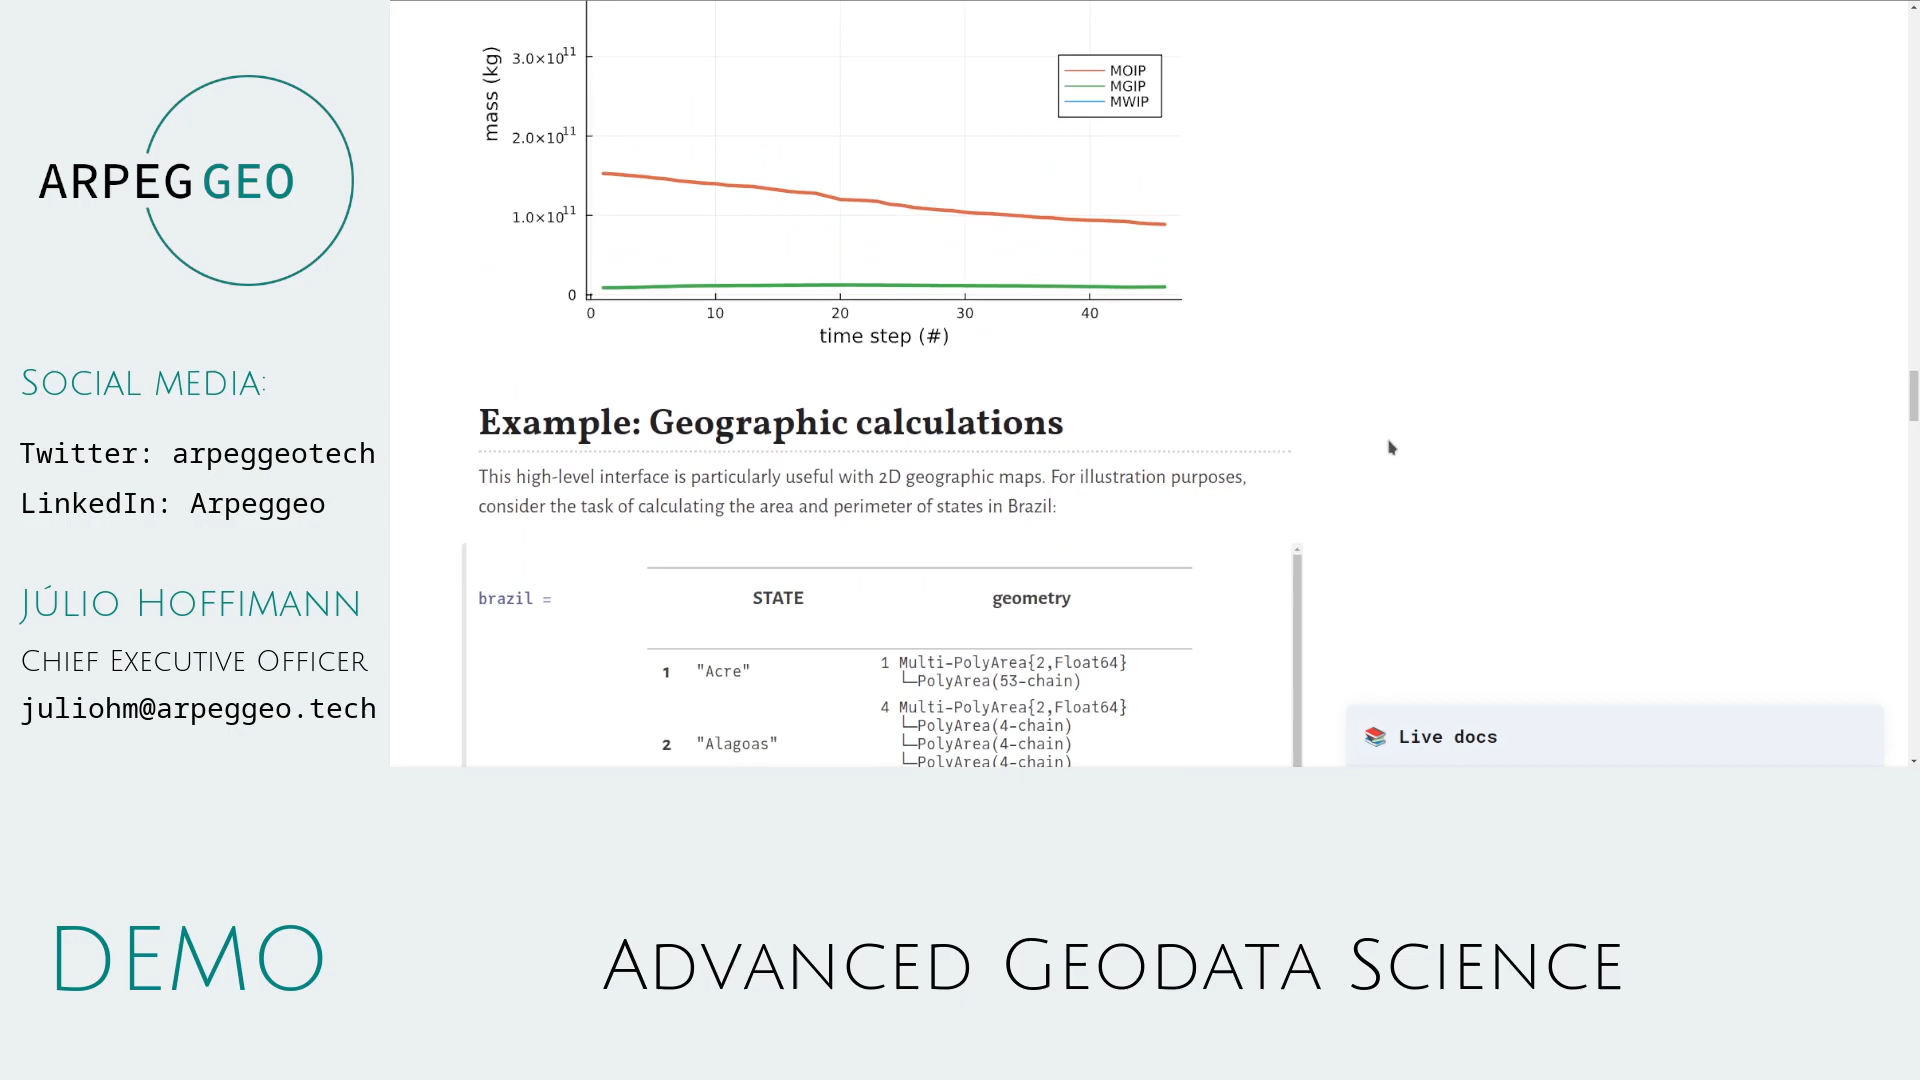 ARPEGGEO
SOCIAL MEDIA:
Twitter: arpeggeotech
LinkedIn: Arpeggeo
JÚLIO HOFFIMANN
CHIEF EXECUTIVE OFFICER
juliohm@arpeggeo.tech
mass (kg)
3.0×10¹¹
2.0×10¹¹
1.0×10¹¹
0
MOIP
MGIP
MWIP
0 10 20 30 40
time step (#)
Example: Geographic calculations
This high-level interface is particularly useful with 2D geographic maps. For illustration purposes,
consider the task of calculating the area and perimeter of states in Brazil:
brazil = STATE geometry
1 "Acre" 1 Multi-PolyArea{2,Float64}
└─PolyArea(53-chain)
4 Multi-PolyArea{2,Float64}
└─PolyArea(4-chain)
2 "Alagoas" └─PolyArea(4-chain)
└─PolyArea(4-chain)
📚 Live docs
DEMO
ADVANCED GEODATA SCIENCE